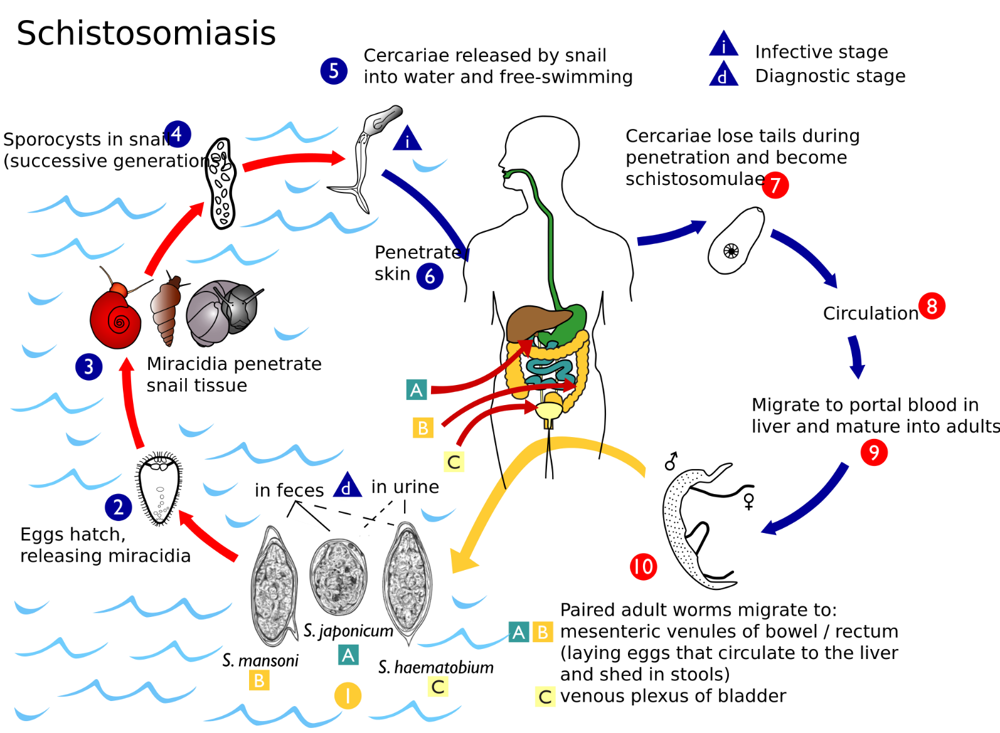 Schistosomiasis
5
Cercariae released by snail
into water and free-swimming
i
Infective stage
d
Diagnostic stage
4
Sporocysts in snail
(successive generations)
i
Cercariae lose tails during
penetration and become
schistosomulae
7
Penetrate
skin
6
Circulation
8
3
Miracidia penetrate
snail tissue
A
B
C
Migrate to portal blood in
liver and mature into adults
9
♂
♀
2
Eggs hatch,
releasing miracidia
in feces
d
in urine
10
S. japonicum
A
S. mansoni
B
S. haematobium
C
1
Paired adult worms migrate to:
A B mesenteric venules of bowel / rectum
(laying eggs that circulate to the liver
and shed in stools)
C venous plexus of bladder